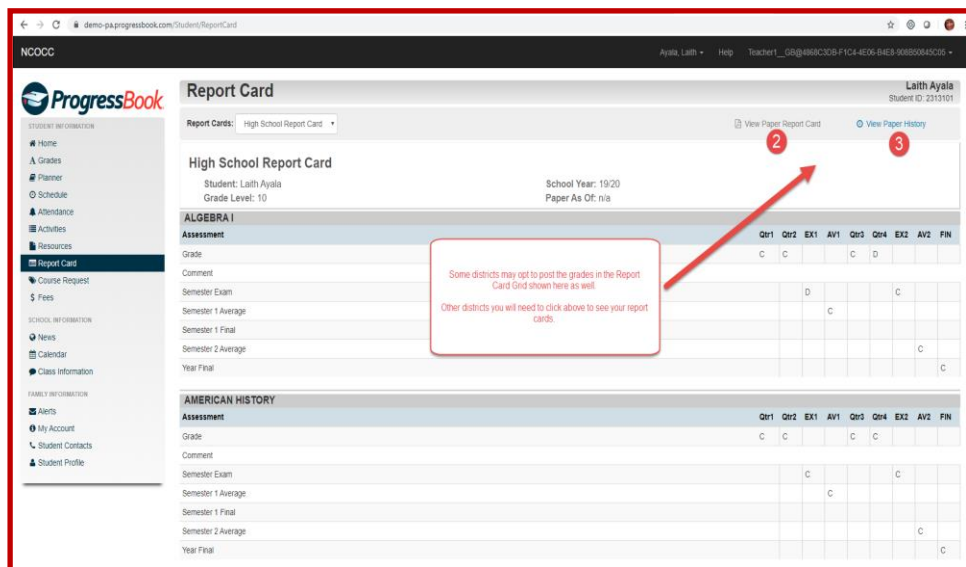 demo-pa.progressbook.com/Student/ReportCard
NCOCC
Ayala, Laith
Help
Teacher1__GB@4868C3DB-F1C4-4E06-B4E8-908B50845C05
ProgressBook
Report Card
Laith Ayala
Student ID: 2313101
STUDENT INFORMATION
Home
Grades
Planner
Schedule
Attendance
Activities
Resources
Report Card
Course Request
Fees
SCHOOL INFORMATION
News
Calendar
Class Information
FAMILY INFORMATION
Alerts
My Account
Student Contacts
Student Profile
Report Cards: High School Report Card
View Paper Report Card
View Paper History
2
3
High School Report Card
Student: Laith Ayala School Year: 19/20
Grade Level: 10 Paper As Of: n/a
ALGEBRA I
Assessment Qtr1 Qtr2 EX1 AV1 Qtr3 Qtr4 EX2 AV2 FIN
Grade C C C D
Comment
Semester Exam D C
Semester 1 Average C
Semester 1 Final
Semester 2 Average C
Year Final C
Some districts may opt to post the grades in the Report
Card Grid shown here as well.
Other districts you will need to click above to see your report
cards.
AMERICAN HISTORY
Assessment Qtr1 Qtr2 EX1 AV1 Qtr3 Qtr4 EX2 AV2 FIN
Grade C C C C
Comment
Semester Exam C C
Semester 1 Average C
Semester 1 Final
Semester 2 Average C
Year Final C